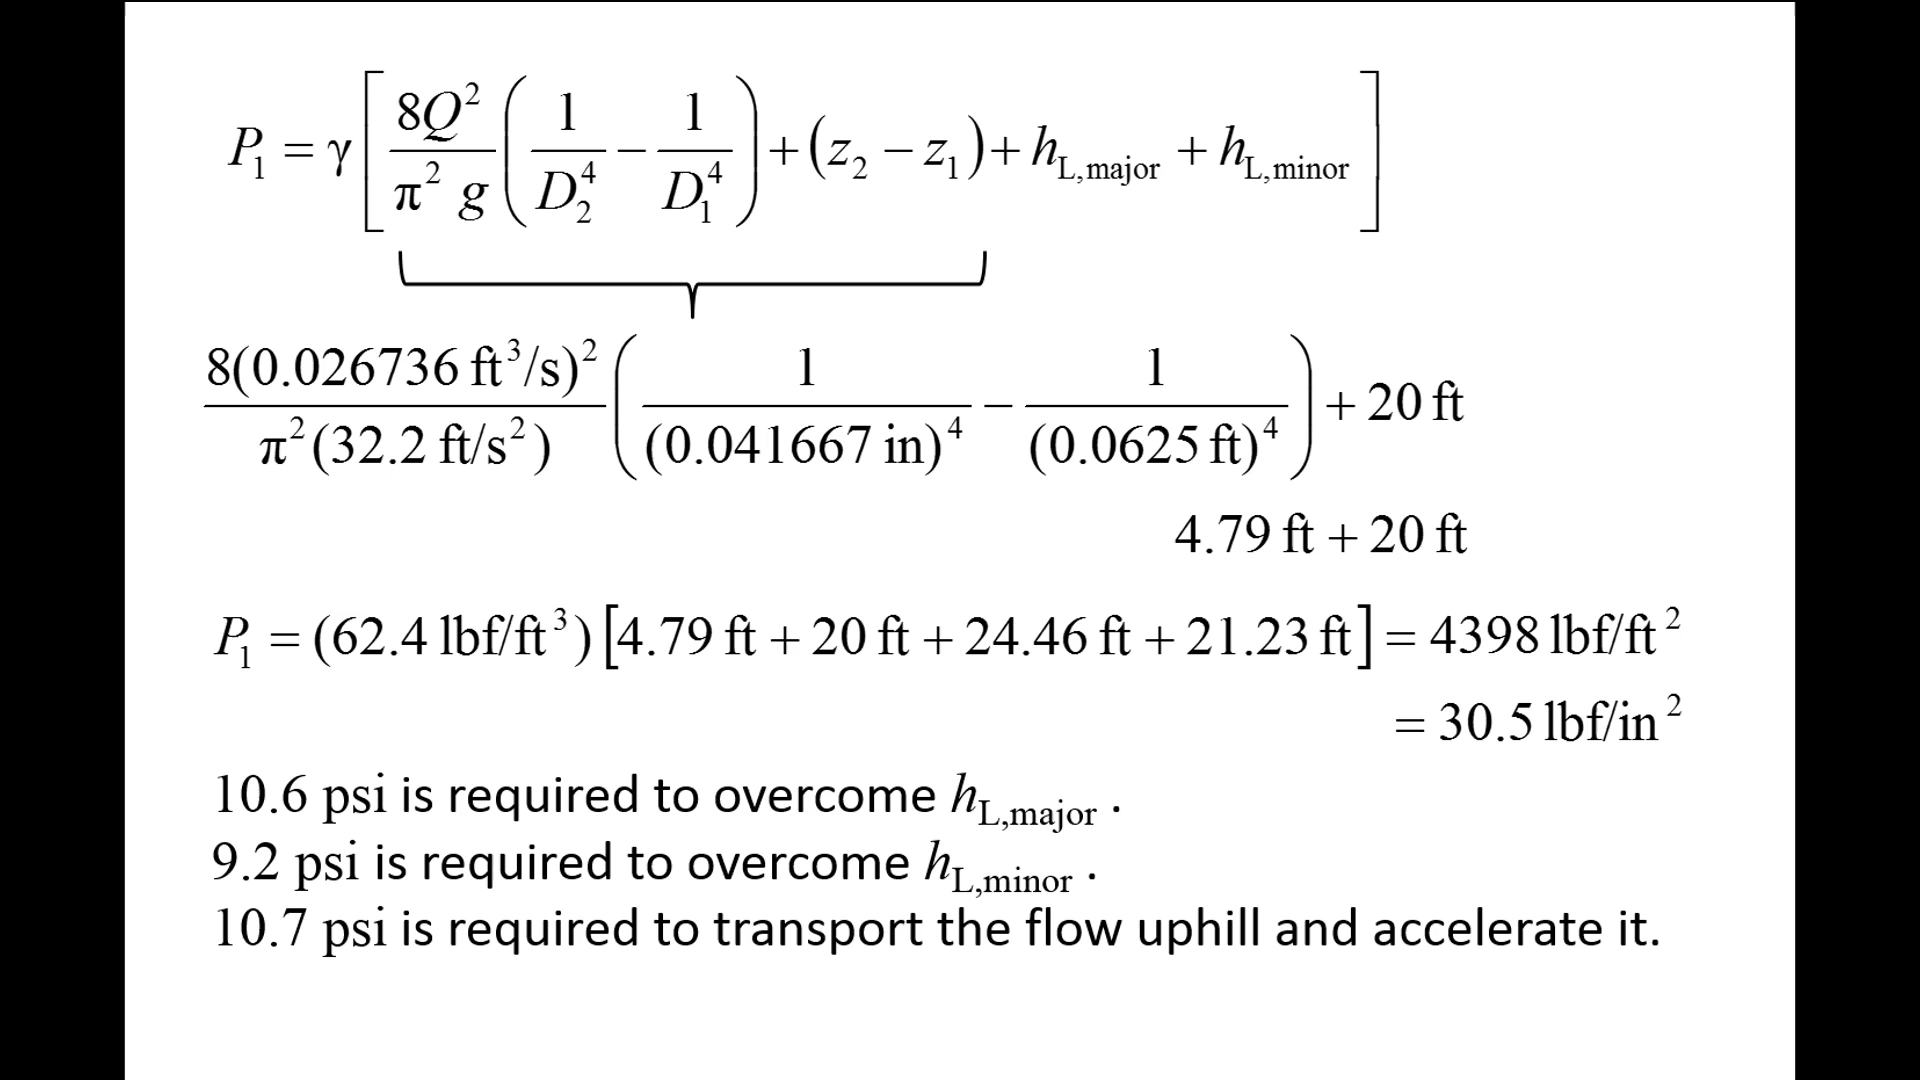 P₁ = γ[8Q²/π² g (1/D₂⁴ − 1/D₁⁴) + (z₂ − z₁) + h_L,major + h_L,minor]
8(0.026736 ft³/s)²/π²(32.2 ft/s²) (1/(0.041667 in)⁴ − 1/(0.0625 ft)⁴) + 20 ft
4.79 ft + 20 ft
P₁ = (62.4 lbf/ft³)[4.79 ft + 20 ft + 24.46 ft + 21.23 ft] = 4398 lbf/ft²
= 30.5 lbf/in²
10.6 psi is required to overcome h_L,major .
9.2 psi is required to overcome h_L,minor .
10.7 psi is required to transport the flow uphill and accelerate it.